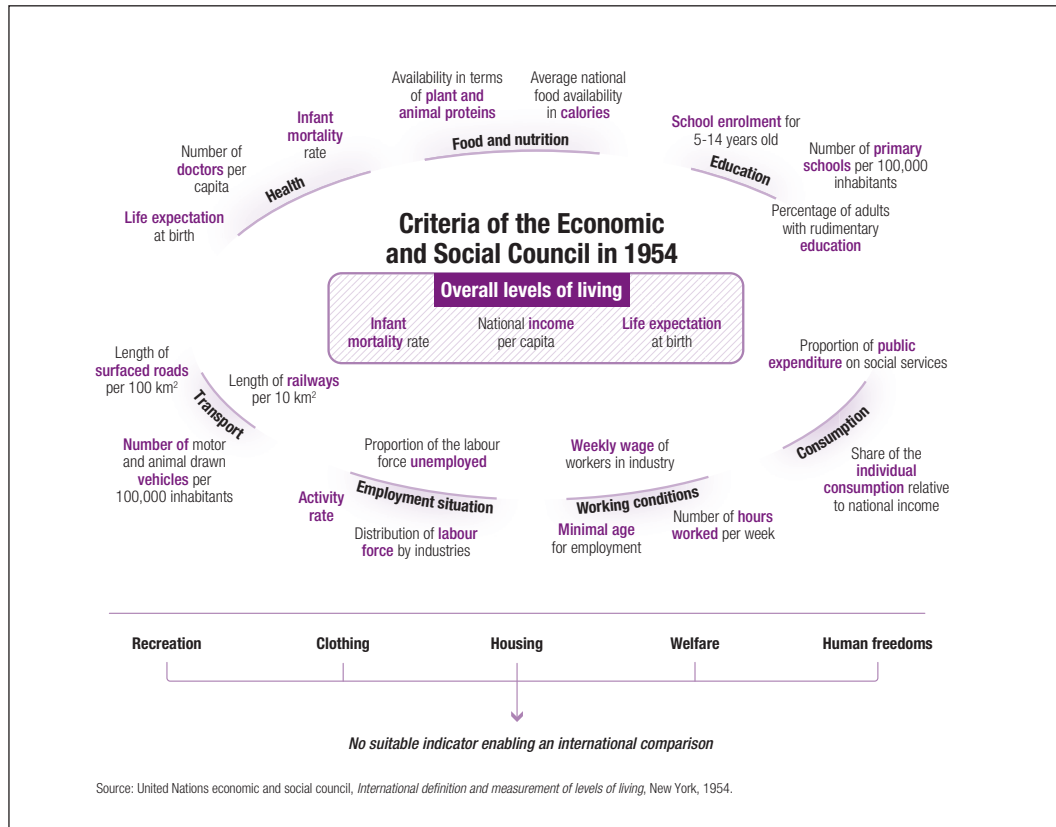 Availability in terms
of plant and
animal proteins
Average national
food availability
in calories
Food and nutrition
Infant
mortality
rate
Number of
doctors per
capita
Life expectation
at birth
Health
School enrolment for
5-14 years old
Number of primary
schools per 100,000
inhabitants
Percentage of adults
with rudimentary
education
Education
Criteria of the Economic
and Social Council in 1954
Overall levels of living
Infant
mortality rate
National income
per capita
Life expectation
at birth
Length of
surfaced roads
per 100 km²
Length of railways
per 10 km²
Transport
Number of motor
and animal drawn
vehicles per
100,000 inhabitants
Proportion of the labour
force unemployed
Employment situation
Activity
rate
Distribution of labour
force by industries
Weekly wage of
workers in industry
Working conditions
Minimal age
for employment
Number of hours
worked per week
Proportion of public
expenditure on social services
Consumption
Share of the
individual
consumption relative
to national income
Recreation
Clothing
Housing
Welfare
Human freedoms
No suitable indicator enabling an international comparison
Source: United Nations economic and social council, International definition and measurement of levels of living, New York, 1954.